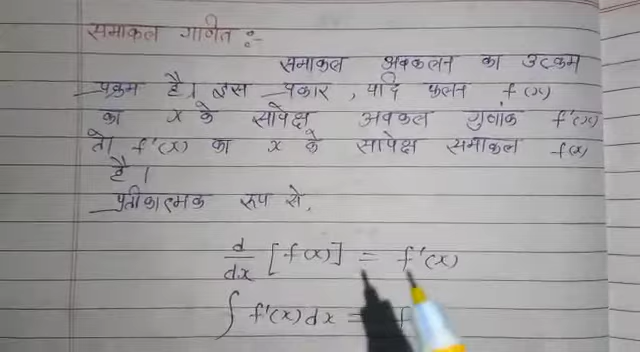 समाकल गणित :-
समाकल अवकलन का उत्क्रम
प्रक्रम है। इस प्रकार, यदि फलन f(x)
का x के सापेक्ष अवकल गुणांक f'(x)
तो f'(x) का x के सापेक्ष समाकल f(x)
है।
प्रतीकात्मक रूप से,
d/dx [f(x)] = f'(x)
∫ f'(x) dx = f